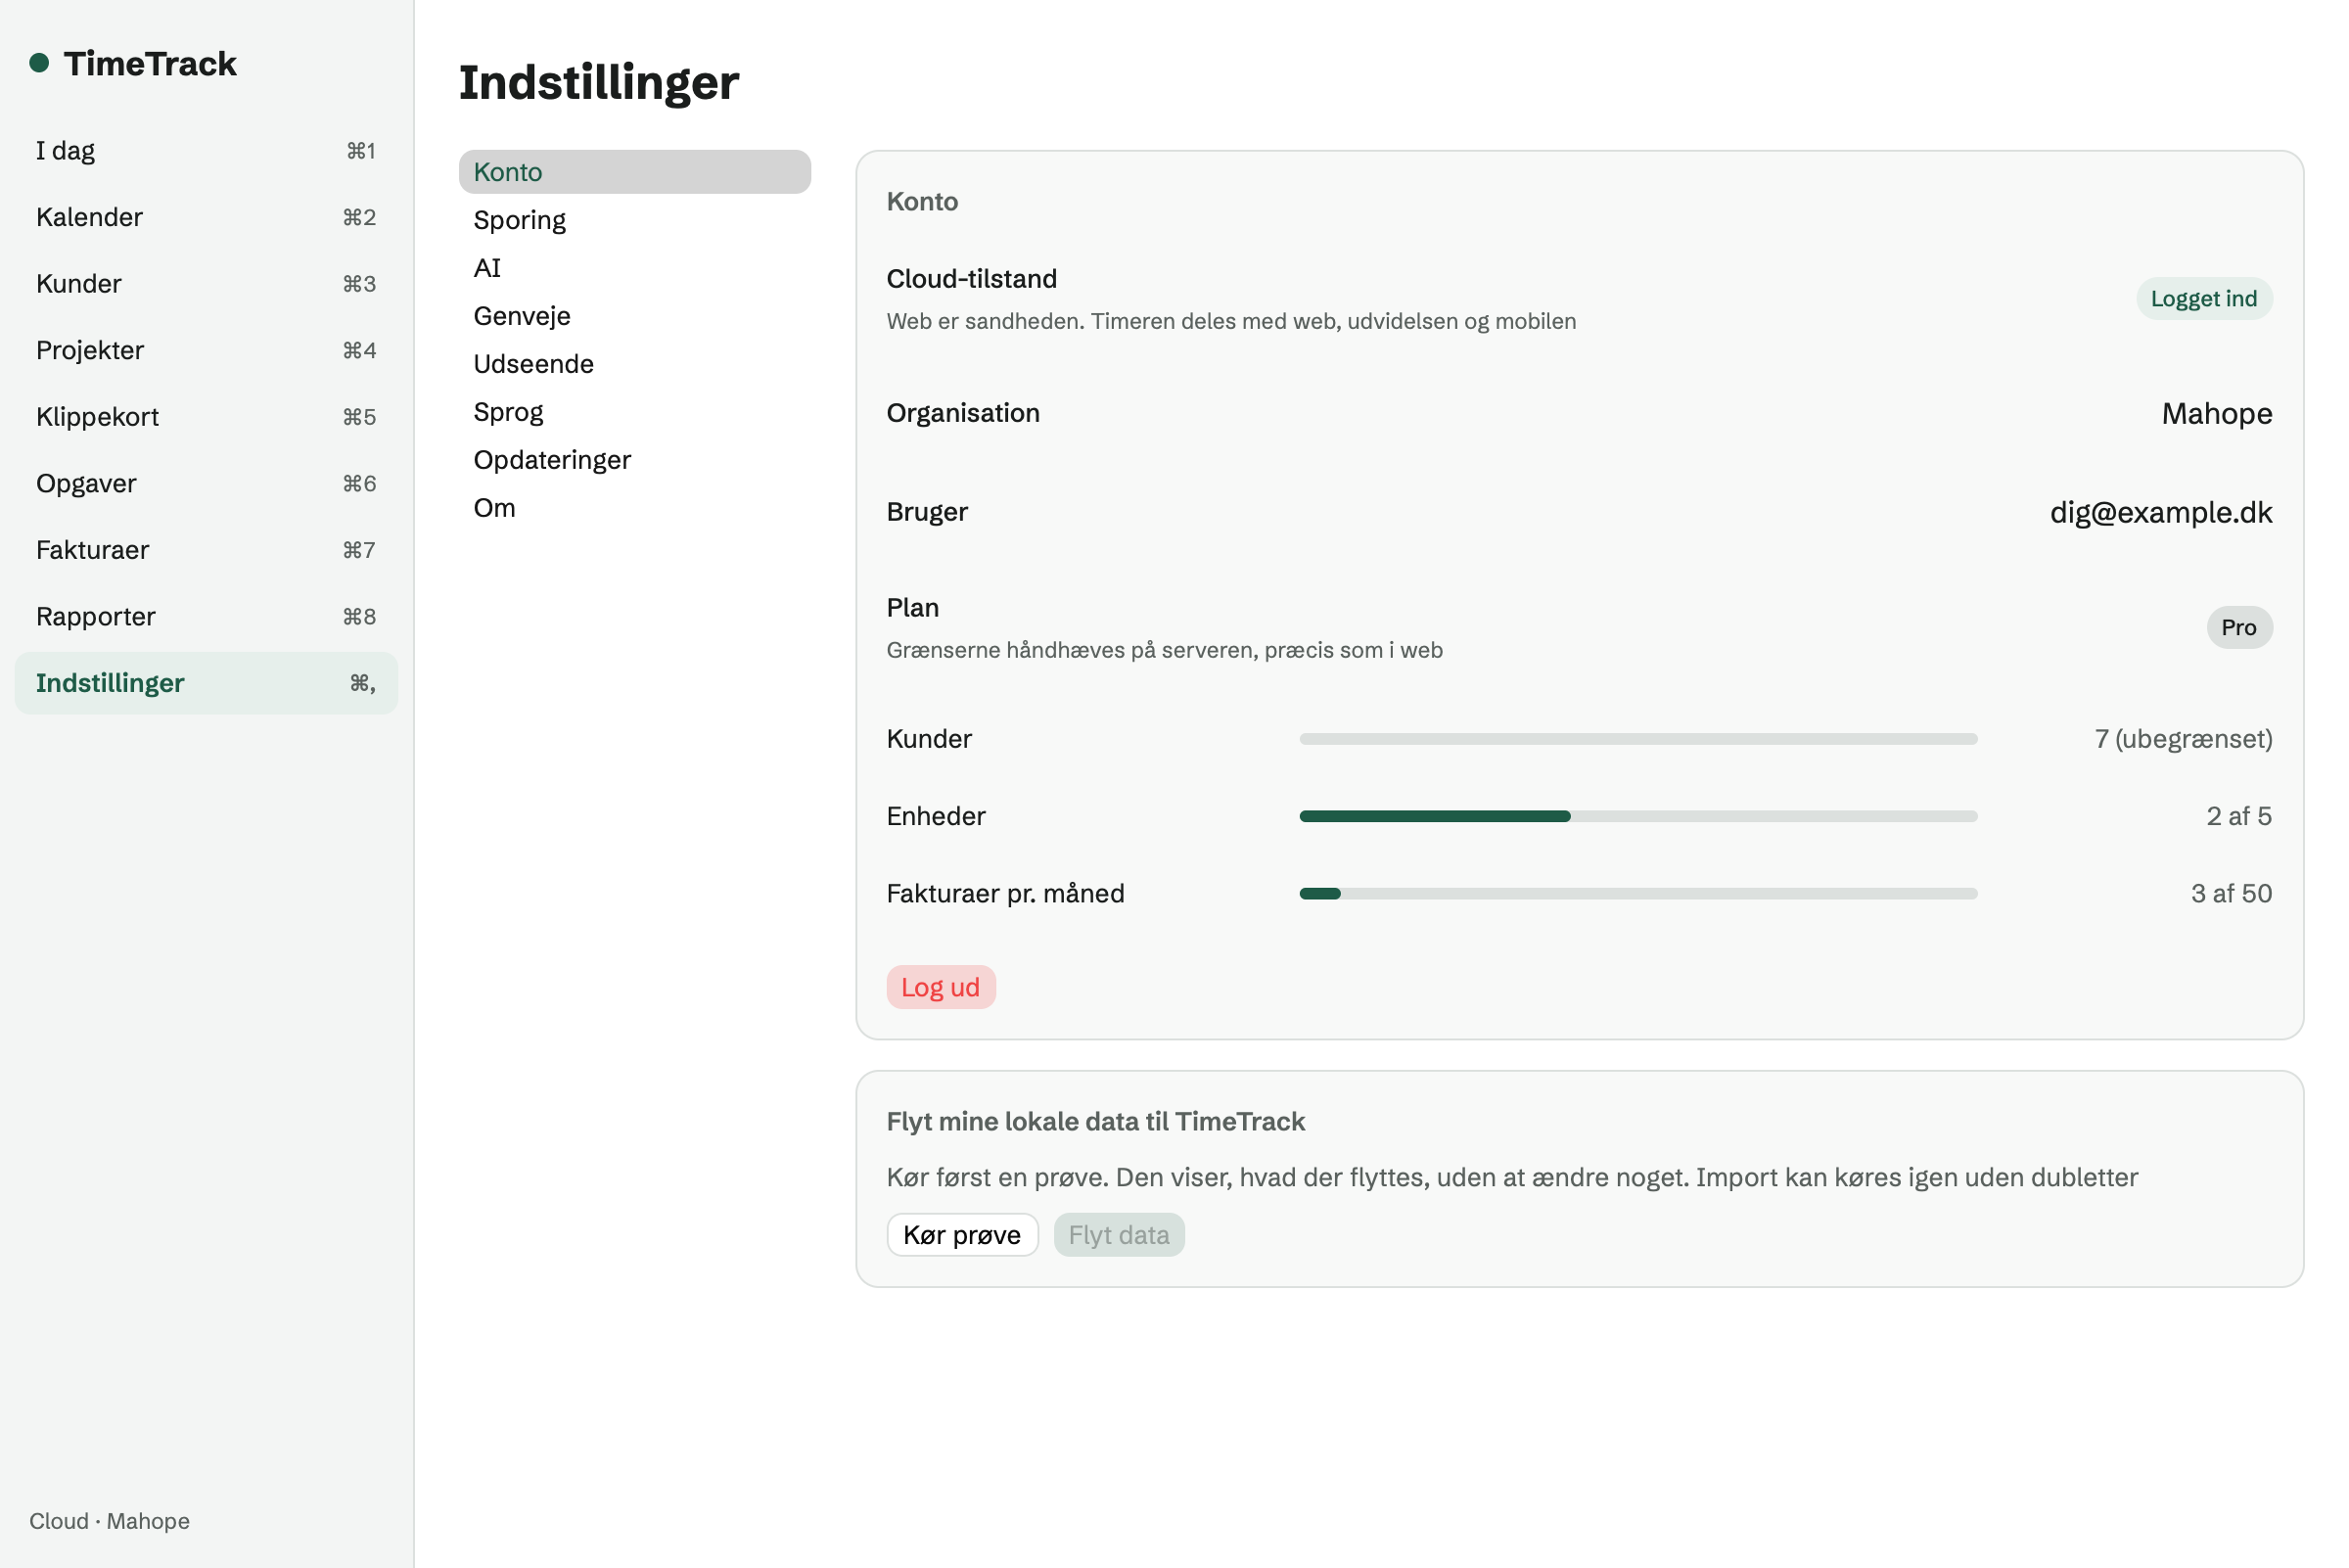 TimeTrack
I dag ⌘1
Kalender ⌘2
Kunder ⌘3
Projekter ⌘4
Klippekort ⌘5
Opgaver ⌘6
Fakturaer ⌘7
Rapporter ⌘8
Indstillinger ⌘,
Cloud · Mahope
Indstillinger
Konto
Sporing
AI
Genveje
Udseende
Sprog
Opdateringer
Om
Konto
Cloud-tilstand
Web er sandheden. Timeren deles med web, udvidelsen og mobilen
Logget ind
Organisation Mahope
Bruger dig@example.dk
Plan
Grænserne håndhæves på serveren, præcis som i web
Pro
Kunder 7 (ubegrænset)
Enheder 2 af 5
Fakturaer pr. måned 3 af 50
Log ud
Flyt mine lokale data til TimeTrack
Kør først en prøve. Den viser, hvad der flyttes, uden at ændre noget. Import kan køres igen uden dubletter
Kør prøve Flyt data